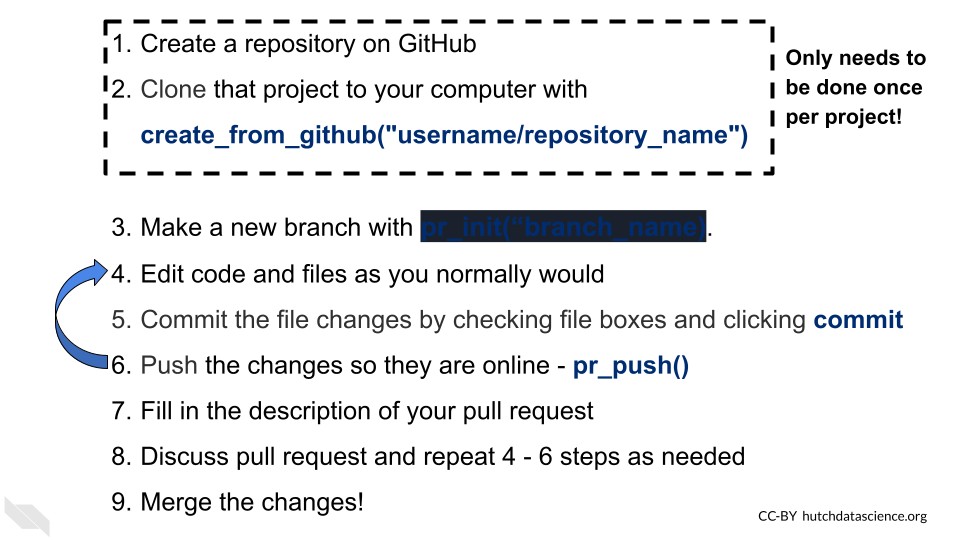 1. Create a repository on GitHub
2. Clone that project to your computer with
create_from_github("username/repository_name")
Only needs to
be done once
per project!
3. Make a new branch with pr_init(“branch_name).
4. Edit code and files as you normally would
5. Commit the file changes by checking file boxes and clicking commit
6. Push the changes so they are online - pr_push()
7. Fill in the description of your pull request
8. Discuss pull request and repeat 4 - 6 steps as needed
9. Merge the changes!
CC-BY hutchdatascience.org